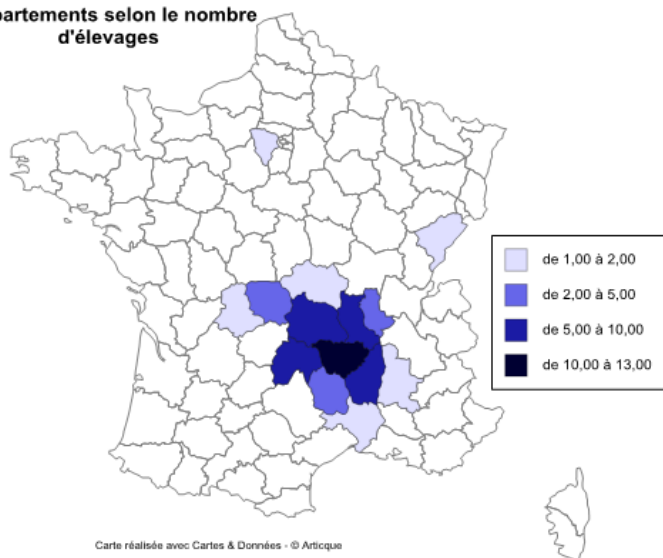 partements selon le nombre
d'élevages
de 1,00 à 2,00
de 2,00 à 5,00
de 5,00 à 10,00
de 10,00 à 13,00
Carte réalisée avec Cartes & Données - © Articque